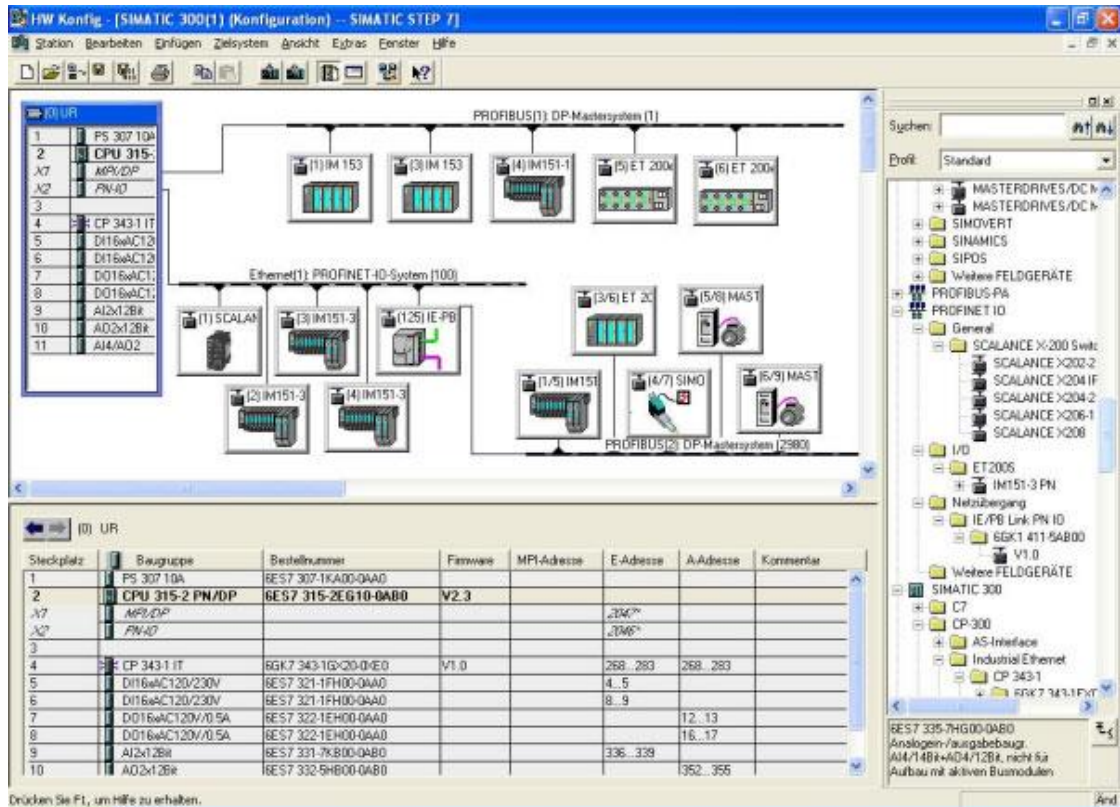 HW Konfig - [SIMATIC 300(1) (Konfiguration) -- SIMATIC STEP 7]
Station Bearbeiten Einfügen Zielsystem Ansicht Extras Fenster Hilfe
(0) UR
1 PS 307 10A
2 CPU 315-
X1 MPI/DP
X2 PN-IO
3
4 CP 343-1 IT
5 DI16xAC120
6 DI16xAC120
7 DO16xAC12
8 DO16xAC12
9 AI2x12Bit
10 AO2x12Bit
11 AI4/AO2
PROFIBUS(1): DP-Mastersystem (1)
(1) IM 153
(3) IM 153
(4) IM151-1
(5) ET 200
(6) ET 200
Ethernet(1): PROFINET-IO-System (100)
(1) SCALAN
(3) IM151-3
(125) IE-PB
(2) IM151-3
(4) IM151-3
(3/6) ET 20
(5/8) MAST
(1/5) IM151
(4/7) SIMO
(6/9) MAST
PROFIBUS(2): DP-Mastersystem (2980)
Suchen:
Profil: Standard
MASTERDRIVES/DC M
MASTERDRIVES/DC M
SIMOVERT
SINAMICS
SIPOS
Weitere FELDGERÄTE
PROFIBUS-PA
PROFINET IO
General
SCALANCE X-200 Switc
SCALANCE X202-2
SCALANCE X204 IF
SCALANCE X204-2
SCALANCE X206-1
SCALANCE X208
I/O
ET200S
IM151-3 PN
Netzübergang
IE/PB Link PN IO
6GK1 411-5AB00
V1.0
Weitere FELDGERÄTE
SIMATIC 300
C7
CP-300
AS-Interface
Industrial Ethernet
CP 343-1
6GK7 343-1EX
6ES7 335-7HG00-0AB0
Analogein-/ausgabebaugr.
AI4/14Bit+AO4/12Bit, nicht für
Aufbau mit aktiven Busmodulen
(0) UR
Steckplatz Baugruppe Bestellnummer Firmware MPI-Adresse E-Adresse A-Adresse Kommentar
1 PS 307 10A 6ES7 307-1KA00-0AA0
2 CPU 315-2 PN/DP 6ES7 315-2EG10-0AB0 V2.3
X1 MPI/DP 2047*
X2 PN-IO 2046*
3
4 CP 343-1 IT 6GK7 343-1GX20-0XE0 V1.0 268...283 268...283
5 DI16xAC120/230V 6ES7 321-1FH00-0AA0 4...5
6 DI16xAC120/230V 6ES7 321-1FH00-0AA0 8...9
7 DO16xAC120V/0.5A 6ES7 322-1EH00-0AA0 12...13
8 DO16xAC120V/0.5A 6ES7 322-1EH00-0AA0 16...17
9 AI2x12Bit 6ES7 331-7KB00-0AB0 336...339
10 AO2x12Bit 6ES7 332-5HB00-0AB0 352...355
Drücken Sie F1, um Hilfe zu erhalten.
Änd